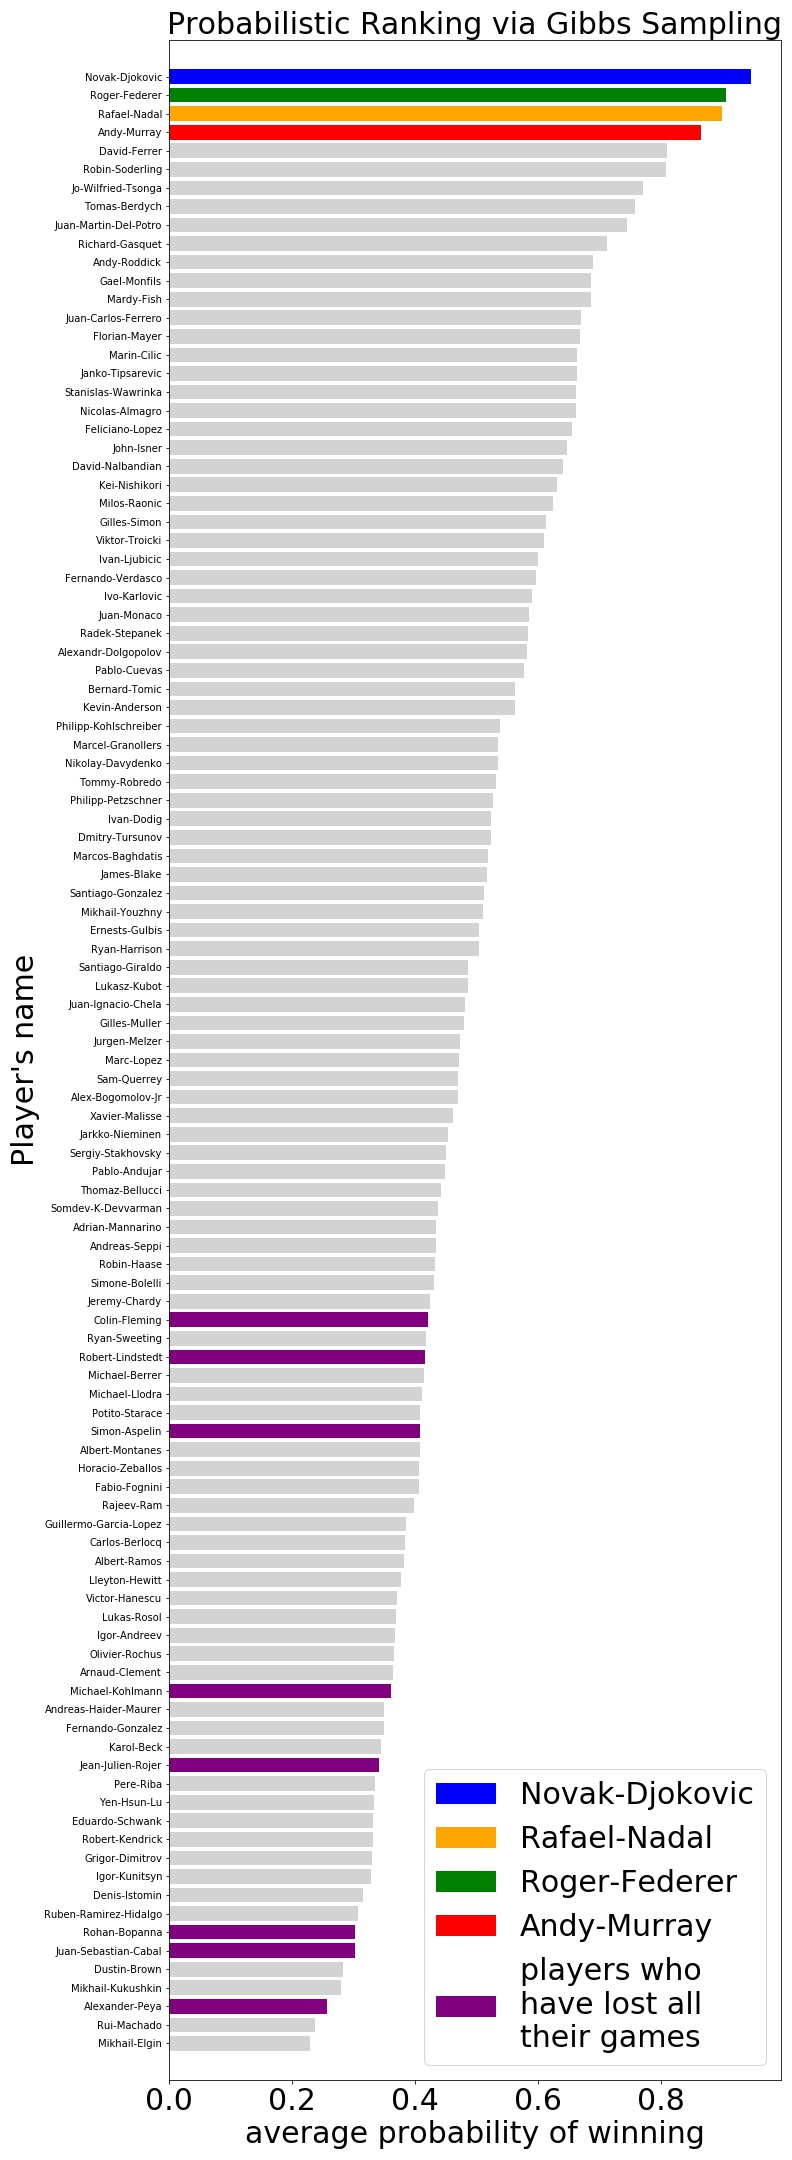 Probabilistic Ranking via Gibbs Sampling
Novak-Djokovic
Roger-Federer
Rafael-Nadal
Andy-Murray
David-Ferrer
Robin-Soderling
Jo-Wilfried-Tsonga
Tomas-Berdych
Juan-Martin-Del-Potro
Richard-Gasquet
Andy-Roddick
Gael-Monfils
Mardy-Fish
Juan-Carlos-Ferrero
Florian-Mayer
Marin-Cilic
Janko-Tipsarevic
Stanislas-Wawrinka
Nicolas-Almagro
Feliciano-Lopez
John-Isner
David-Nalbandian
Kei-Nishikori
Milos-Raonic
Gilles-Simon
Viktor-Troicki
Ivan-Ljubicic
Fernando-Verdasco
Ivo-Karlovic
Juan-Monaco
Radek-Stepanek
Alexandr-Dolgopolov
Pablo-Cuevas
Bernard-Tomic
Kevin-Anderson
Philipp-Kohlschreiber
Marcel-Granollers
Nikolay-Davydenko
Tommy-Robredo
Philipp-Petzschner
Ivan-Dodig
Dmitry-Tursunov
Marcos-Baghdatis
James-Blake
Santiago-Gonzalez
Mikhail-Youzhny
Ernests-Gulbis
Ryan-Harrison
Santiago-Giraldo
Lukasz-Kubot
Juan-Ignacio-Chela
Gilles-Muller
Jurgen-Melzer
Marc-Lopez
Sam-Querrey
Alex-Bogomolov-Jr
Xavier-Malisse
Jarkko-Nieminen
Sergiy-Stakhovsky
Pablo-Andujar
Thomaz-Bellucci
Somdev-K-Devvarman
Adrian-Mannarino
Andreas-Seppi
Robin-Haase
Simone-Bolelli
Jeremy-Chardy
Colin-Fleming
Ryan-Sweeting
Robert-Lindstedt
Michael-Berrer
Michael-Llodra
Potito-Starace
Simon-Aspelin
Albert-Montanes
Horacio-Zeballos
Fabio-Fognini
Rajeev-Ram
Guillermo-Garcia-Lopez
Carlos-Berlocq
Albert-Ramos
Lleyton-Hewitt
Victor-Hanescu
Lukas-Rosol
Igor-Andreev
Olivier-Rochus
Arnaud-Clement
Michael-Kohlmann
Andreas-Haider-Maurer
Fernando-Gonzalez
Karol-Beck
Jean-Julien-Rojer
Pere-Riba
Yen-Hsun-Lu
Eduardo-Schwank
Robert-Kendrick
Grigor-Dimitrov
Igor-Kunitsyn
Denis-Istomin
Ruben-Ramirez-Hidalgo
Rohan-Bopanna
Juan-Sebastian-Cabal
Dustin-Brown
Mikhail-Kukushkin
Alexander-Peya
Rui-Machado
Mikhail-Elgin
Player's name
Novak-Djokovic
Rafael-Nadal
Roger-Federer
Andy-Murray
players who
have lost all
their games
0.0 0.2 0.4 0.6 0.8
average probability of winning